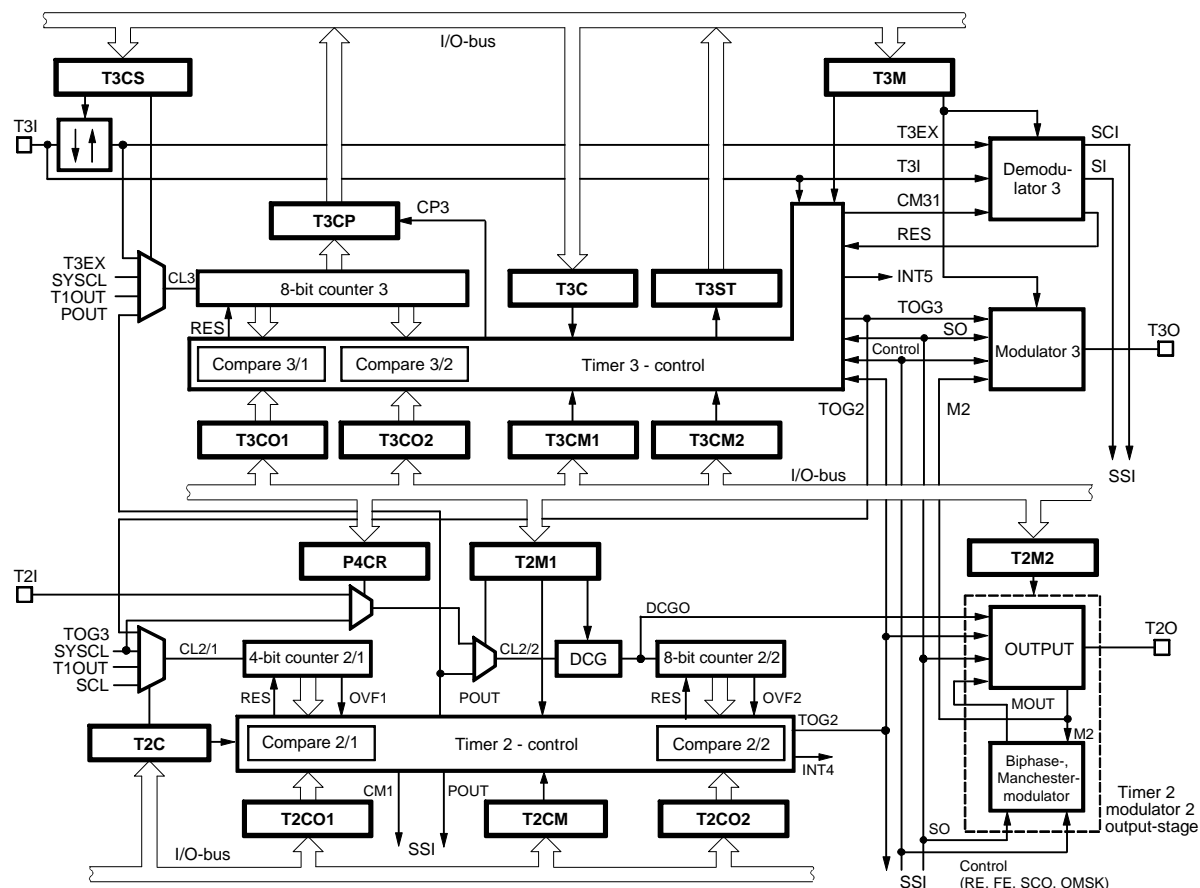 I/O-bus
T3CS
T3M
T3I
T3EX
SCI
T3I
SI
Demodu-
lator 3
CP3
CM31
T3CP
RES
T3EX
SYSCL
T1OUT
POUT
CL3
8-bit counter 3
T3C
T3ST
INT5
RES
TOG3
SO
T3O
Compare 3/1
Compare 3/2
Timer 3 - control
Control
Modulator 3
TOG2
M2
T3CO1
T3CO2
T3CM1
T3CM2
I/O-bus
SSI
P4CR
T2M1
T2M2
T2I
DCGO
TOG3
SYSCL
T1OUT
SCL
CL2/1
4-bit counter 2/1
CL2/2
DCG
8-bit counter 2/2
OUTPUT
T2O
RES
OVF1
POUT
RES
OVF2
MOUT
TOG2
T2C
Compare 2/1
Timer 2 - control
Compare 2/2
M2
INT4
Biphase-,
Manchester-
modulator
CM1
POUT
Timer 2
modulator 2
output-stage
T2CO1
T2CM
T2CO2
SO
I/O-bus
SSI
SSI
Control
(RE, FE, SCO, OMSK)